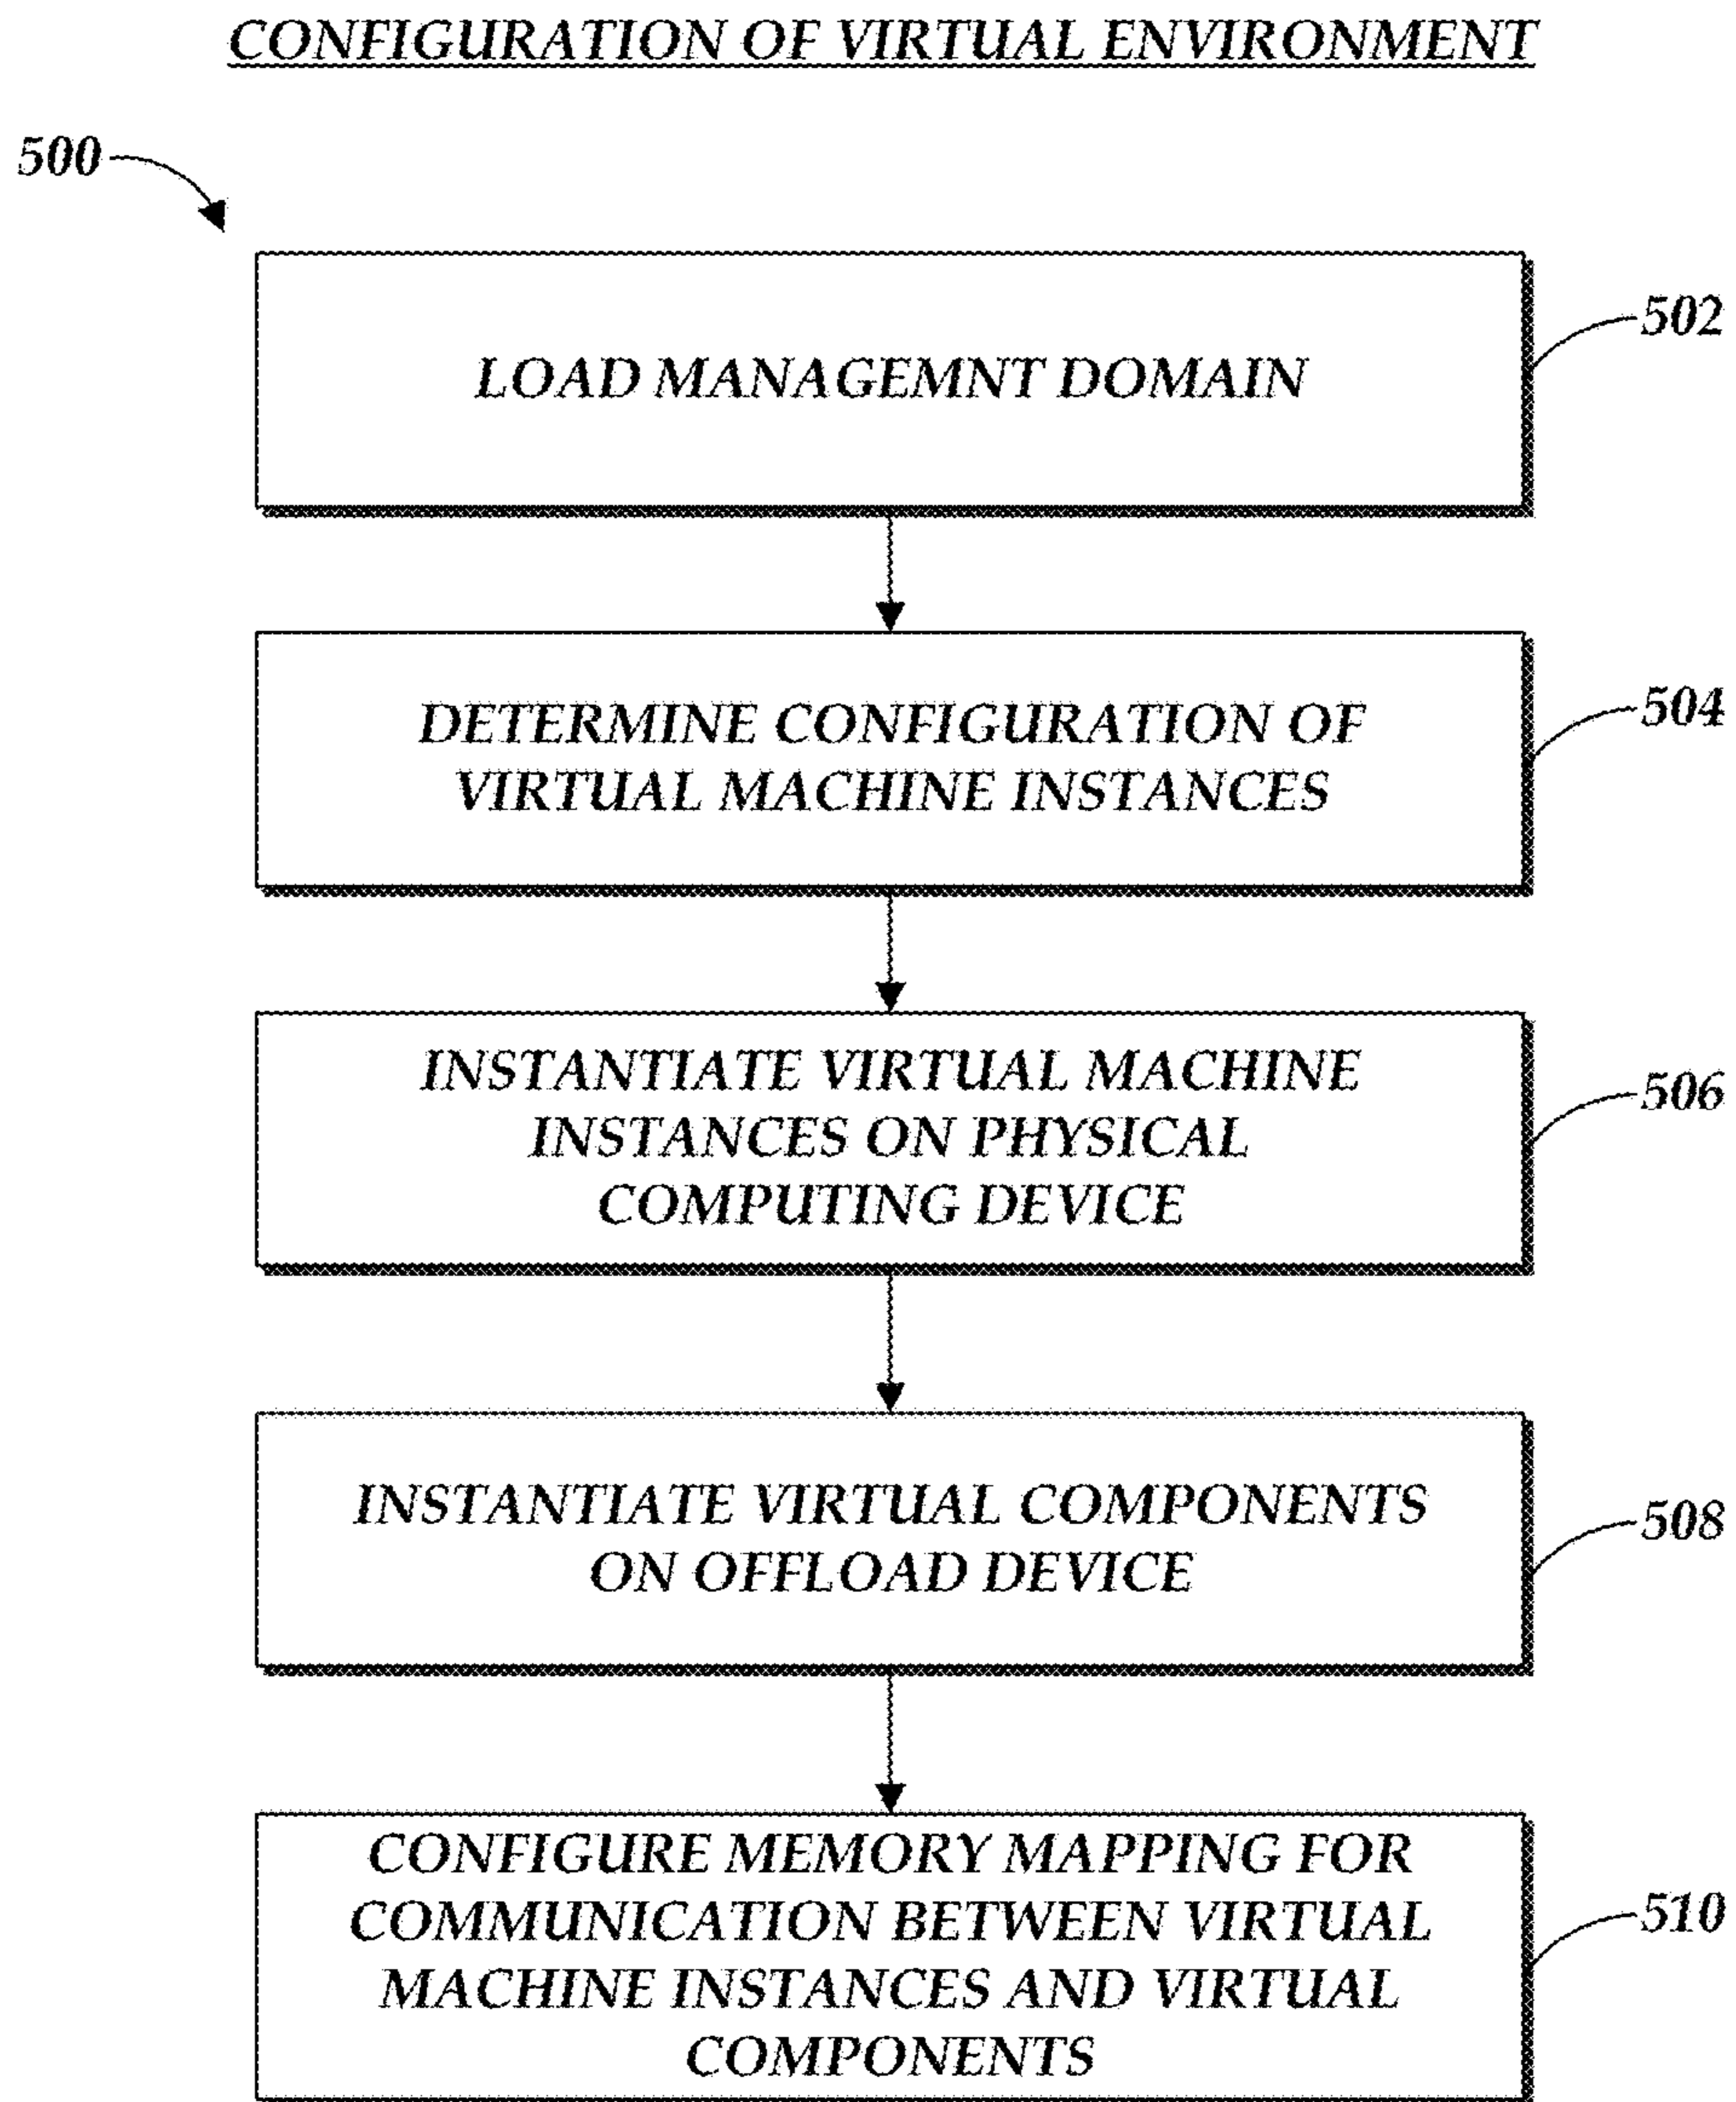 CONFIGURATION OF VIRTUAL ENVIRONMENT
500
LOAD MANAGEMNT DOMAIN
502
DETERMINE CONFIGURATION OF
VIRTUAL MACHINE INSTANCES
504
INSTANTIATE VIRTUAL MACHINE
INSTANCES ON PHYSICAL
COMPUTING DEVICE
506
INSTANTIATE VIRTUAL COMPONENTS
ON OFFLOAD DEVICE
508
CONFIGURE MEMORY MAPPING FOR
COMMUNICATION BETWEEN VIRTUAL
MACHINE INSTANCES AND VIRTUAL
COMPONENTS
510